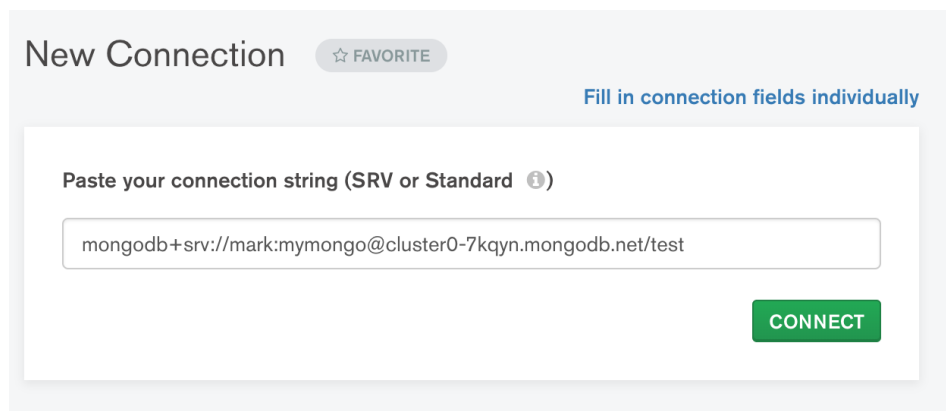 New Connection
FAVORITE
Fill in connection fields individually
Paste your connection string (SRV or Standard i)
mongodb+srv://mark:mymongo@cluster0-7kqyn.mongodb.net/test
CONNECT